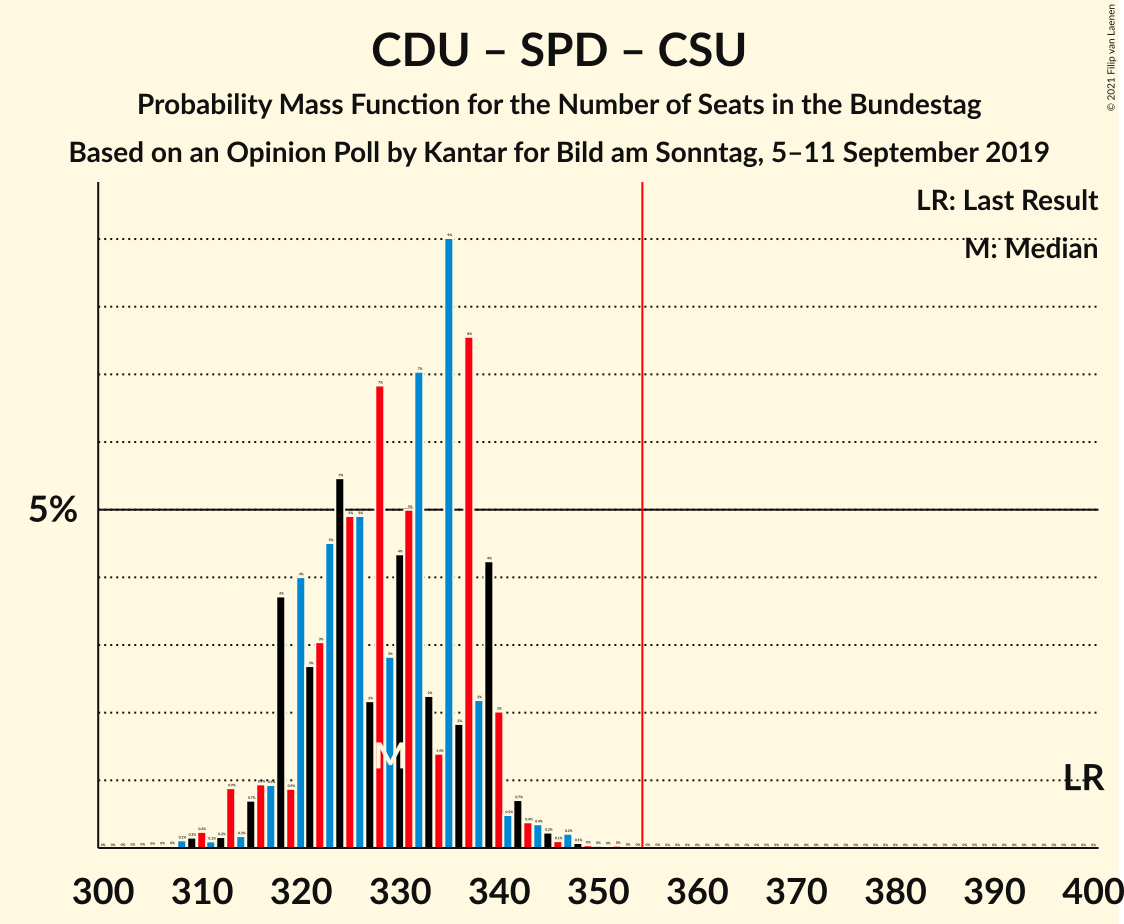 CDU – SPD – CSU
Probability Mass Function for the Number of Seats in the Bundestag
Based on an Opinion Poll by Kantar for Bild am Sonntag, 5–11 September 2019
© 2021 Filip van Laenen
LR: Last Result
M: Median
5%
M
LR
300 310 320 330 340 350 360 370 380 390 400